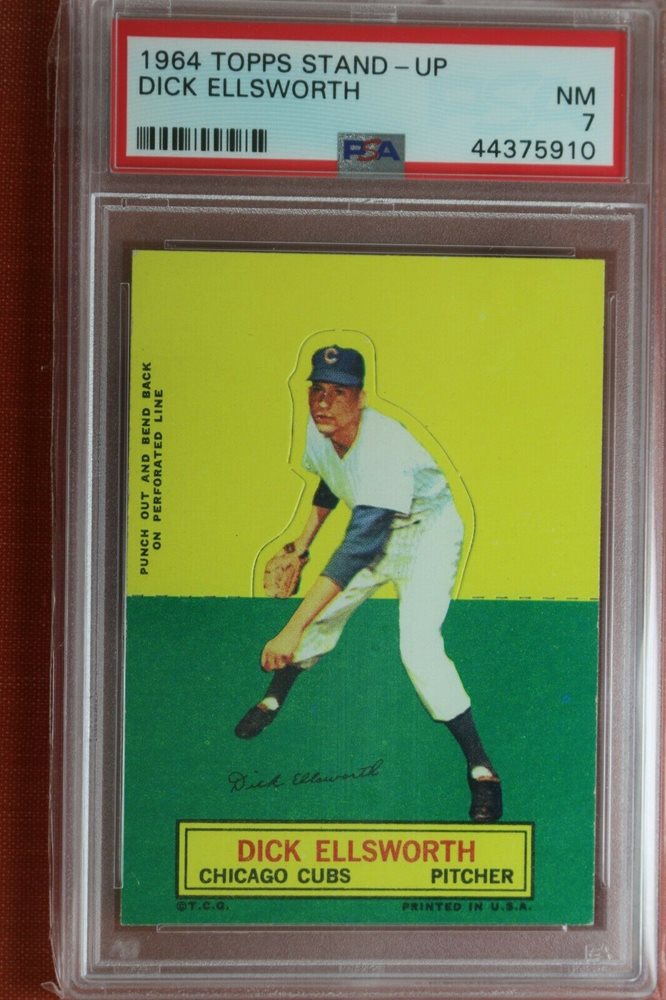 1964 TOPPS STAND-UP
DICK ELLSWORTH
NM
7
PSA
44375910
C
PUNCH OUT AND BEND BACK
ON PERFORATED LINE
Dick Ellsworth
DICK ELLSWORTH
CHICAGO CUBS PITCHER
©T.C.G. PRINTED IN U.S.A.